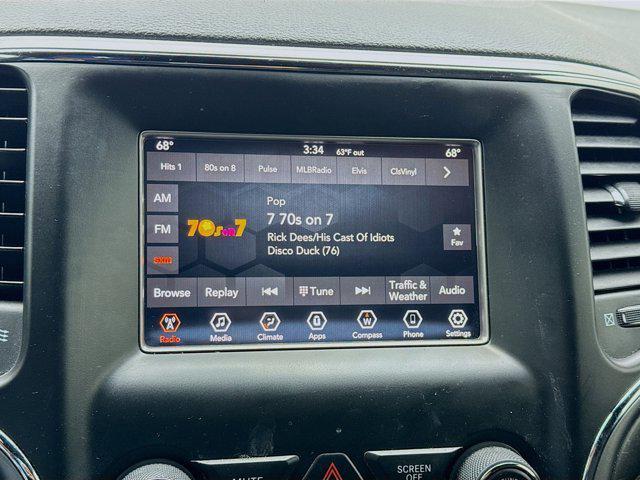 68° 3:34 63°F out 68°
Hits 1 80s on 8 Pulse MLBRadio Elvis ClsVinyl
AM
FM
SXM
70s on 7
Pop
7 70s on 7
Rick Dees/His Cast Of Idiots
Disco Duck (76)
Fav
Browse Replay Tune Traffic & Weather Audio
Radio Media Climate Apps Compass Phone Settings
MUTE SCREEN OFF